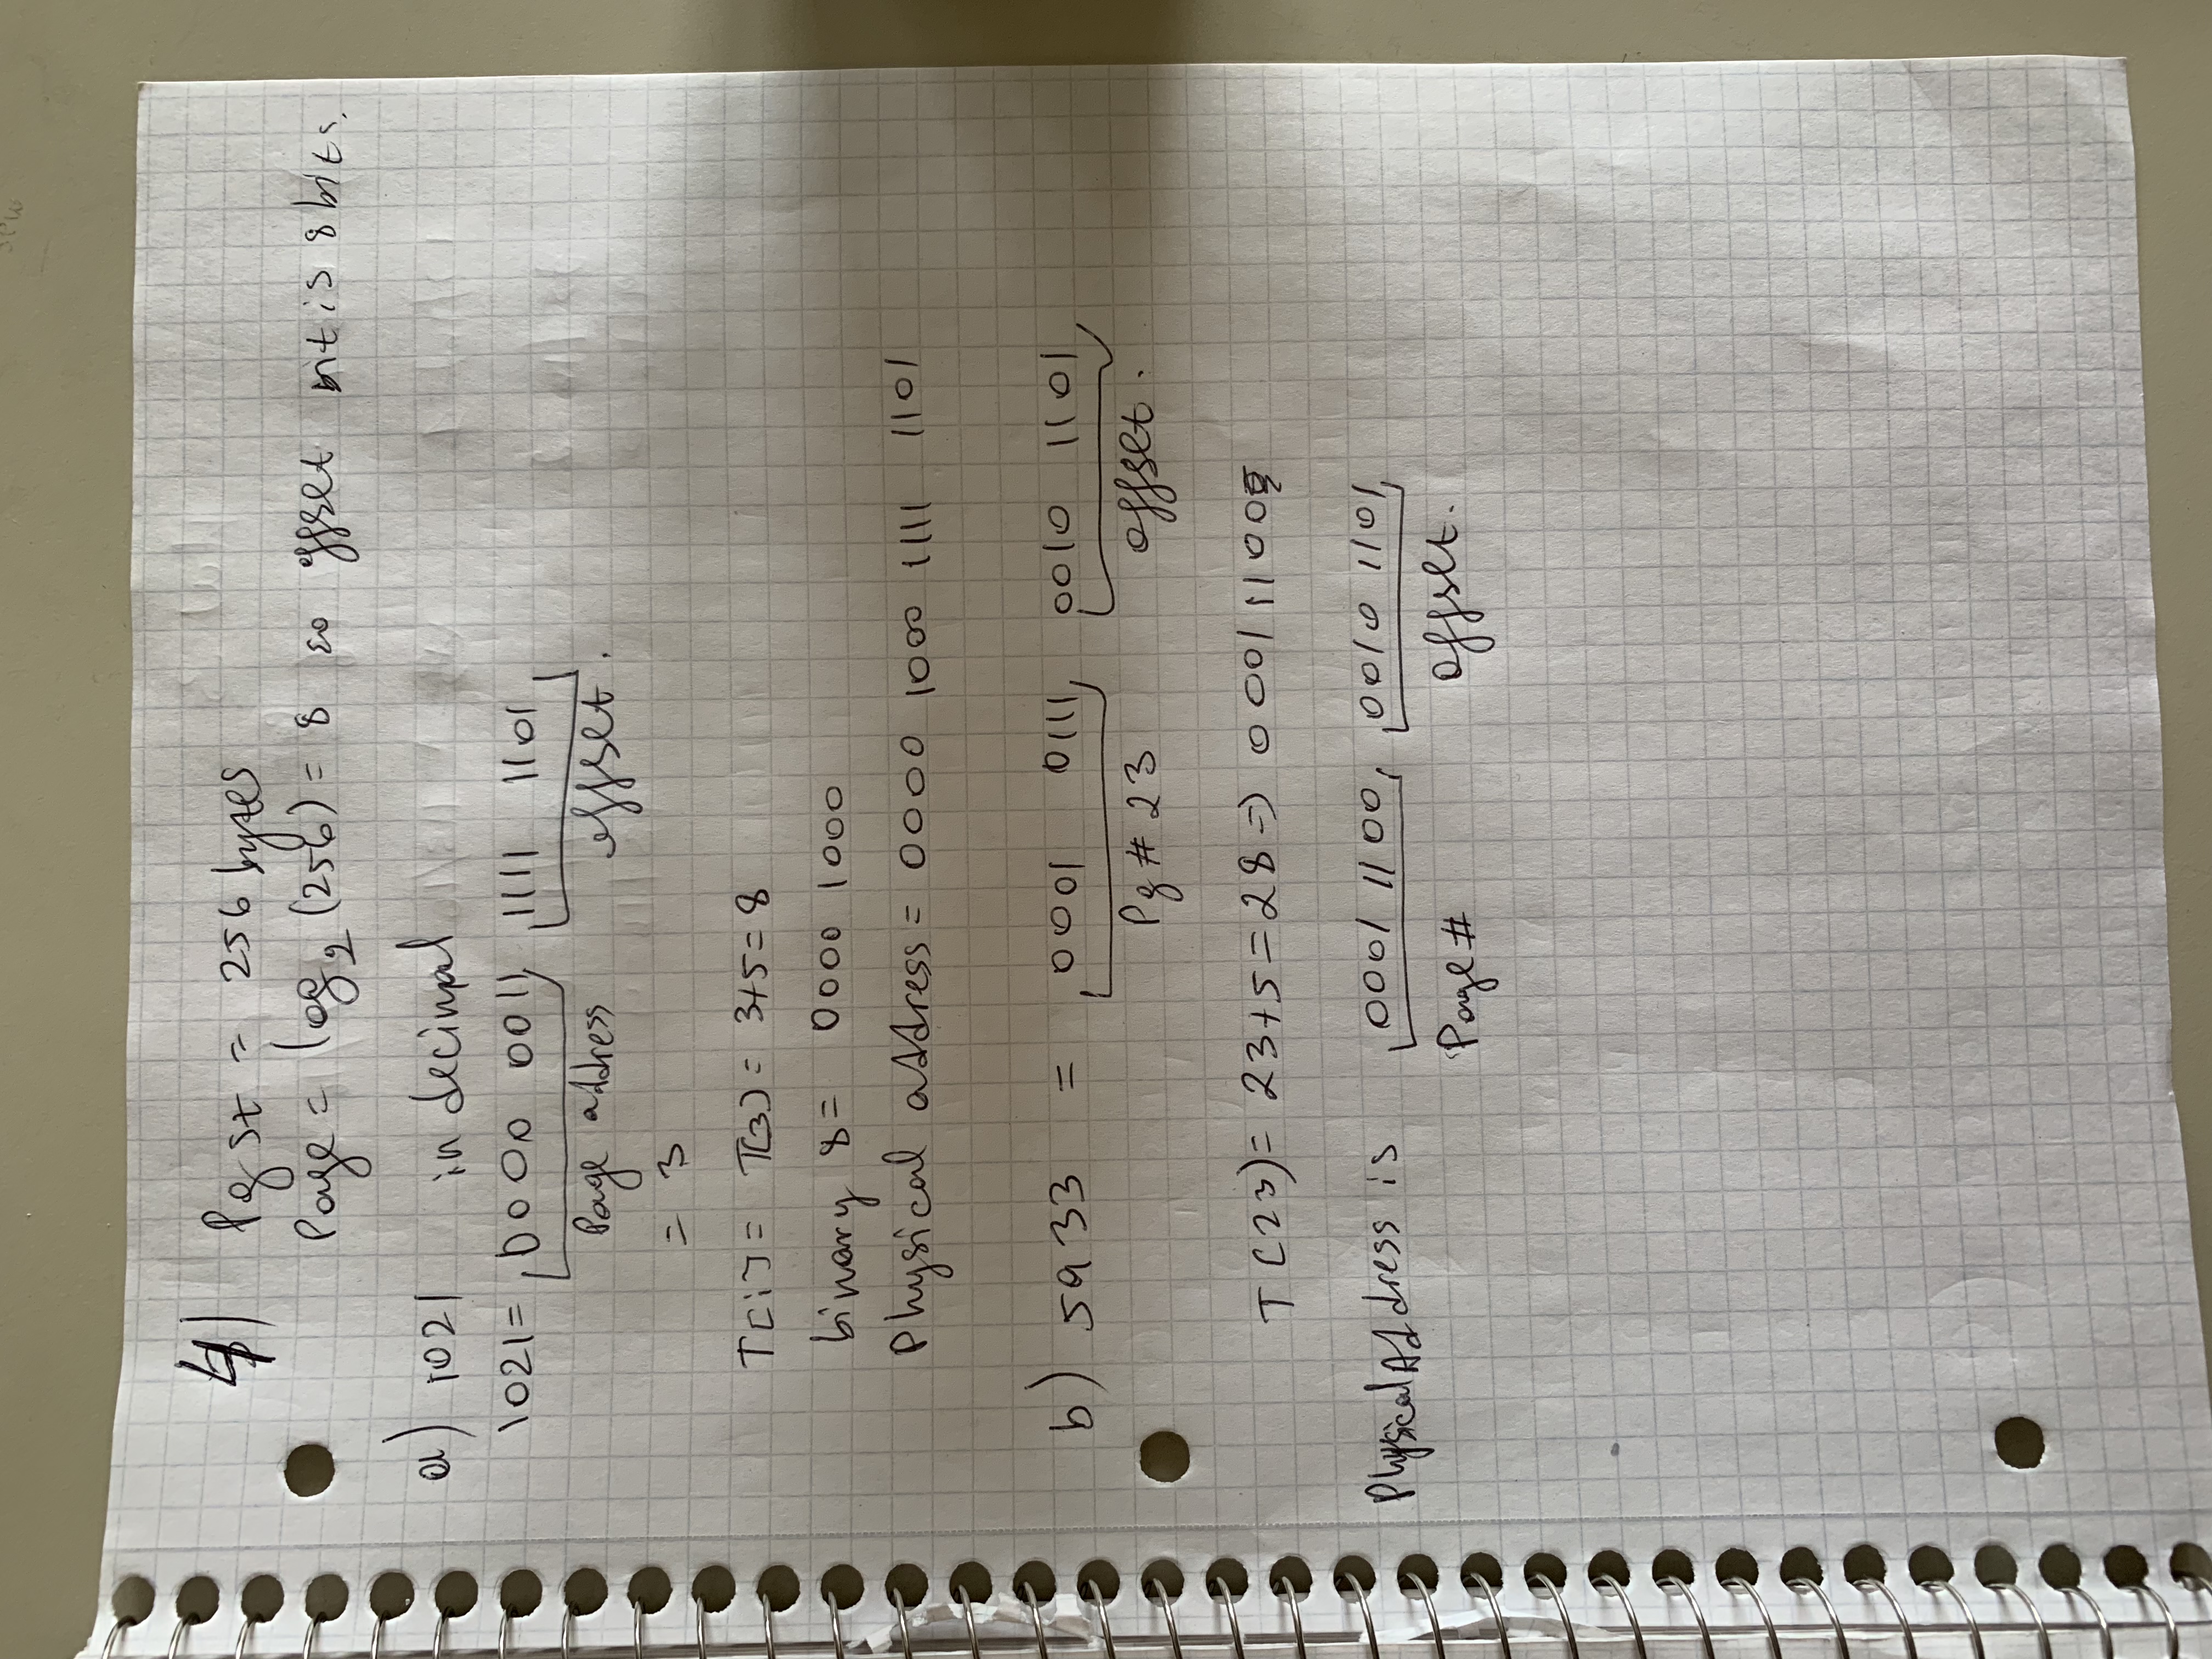 4) Pg sz = 256 bytes
Page = log2 (256) = 8 so offset bit is 8 bits.
a) 1021 in decimal
1021 = 0000 0011 1111 1101
Page address offset.
= 3
T[i] = T[3] = 3+5 = 8
binary 8 = 0000 1000
Physical address = 0000 1000 1111 1101
b) 5933 = 0001 0111 0010 1101
Pg # 23 offset.
T[23) = 23+5 = 28 => 0001 1100
Physical Address is 0001 1100 0010 1101
Page # offset.